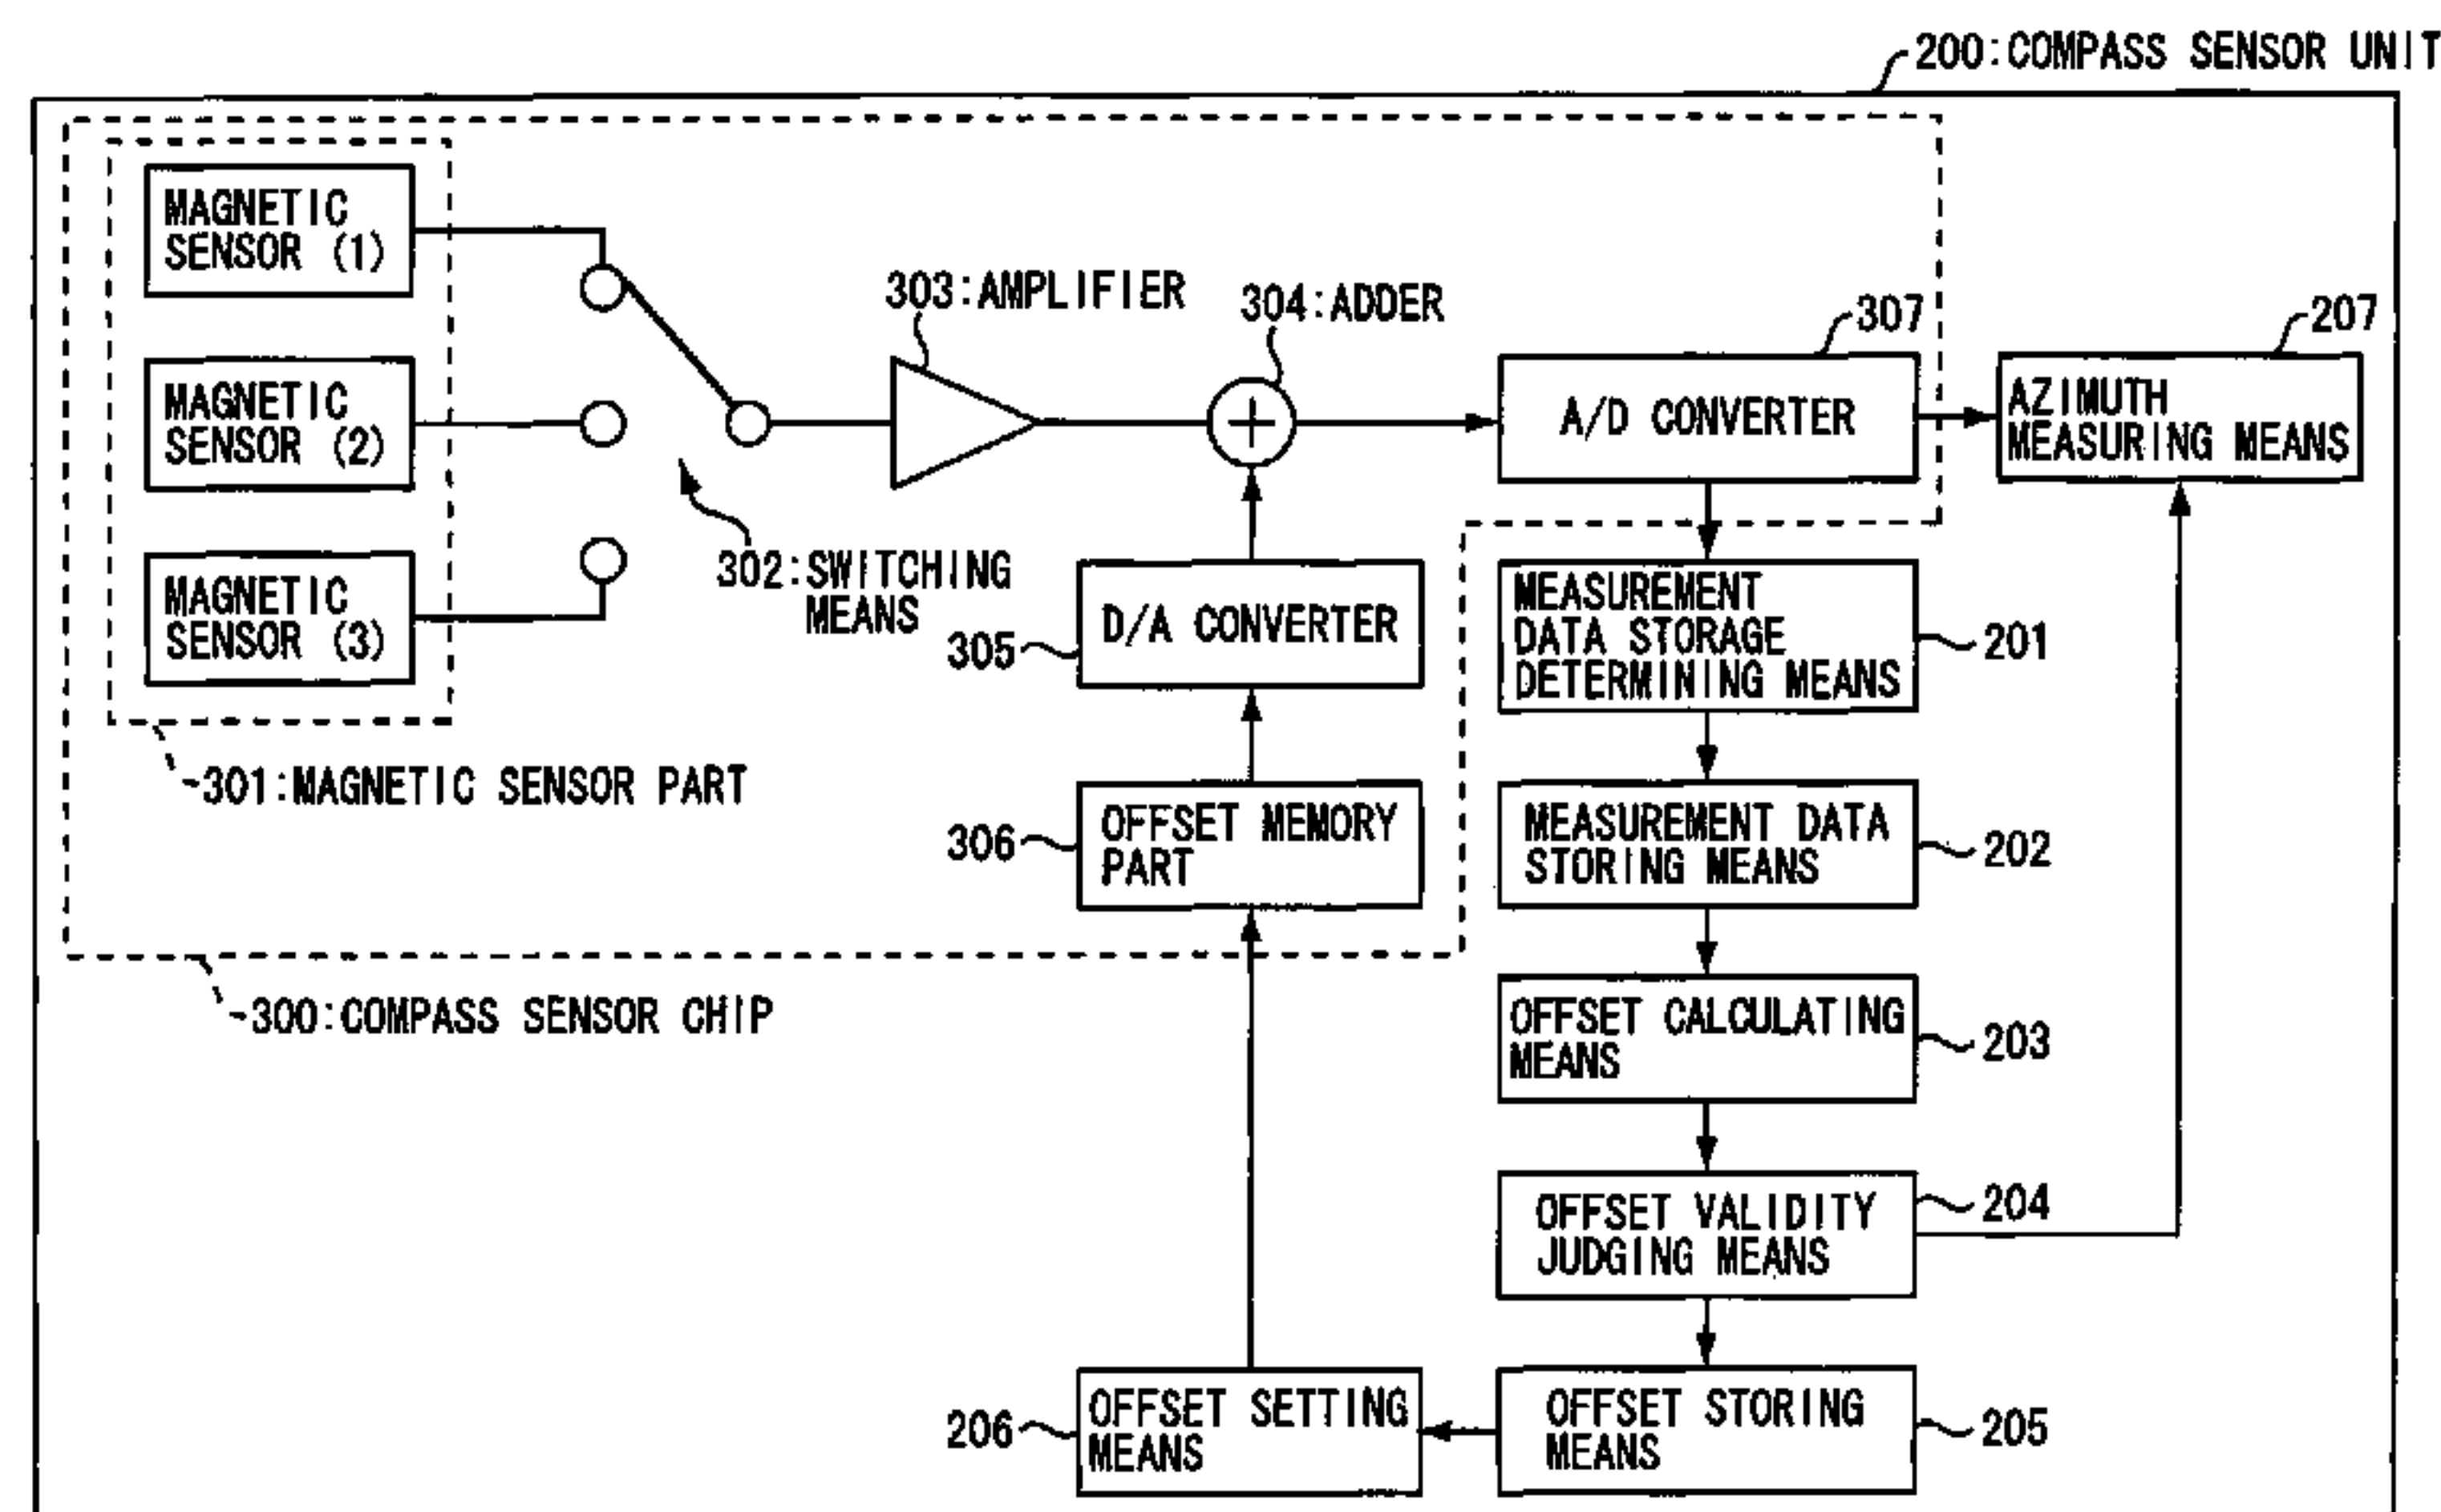 200:COMPASS SENSOR UNIT
MAGNETIC
SENSOR (1)
303:AMPLIFIER
304:ADDER
307
207
MAGNETIC
SENSOR (2)
A/D CONVERTER
AZIMUTH
MEASURING MEANS
302:SWITCHING
MEANS
MAGNETIC
SENSOR (3)
305
D/A CONVERTER
MEASUREMENT
DATA STORAGE
DETERMINING MEANS
201
301:MAGNETIC SENSOR PART
306
OFFSET MEMORY
PART
MEASUREMENT DATA
STORING MEANS
202
300:COMPASS SENSOR CHIP
OFFSET CALCULATING
MEANS
203
OFFSET VALIDITY
JUDGING MEANS
204
206
OFFSET SETTING
MEANS
OFFSET STORING
MEANS
205